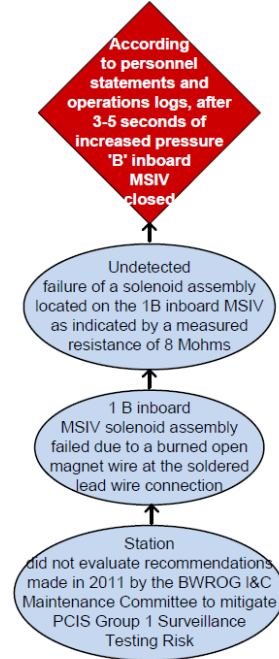 According
to personnel
statements and
operations logs, after
3-5 seconds of
increased pressure
'B' inboard
MSIV
closed
Undetected
failure of a solenoid assembly
located on the 1B inboard MSIV
as indicated by a measured
resistance of 8 Mohms
1 B inboard
MSIV solenoid assembly
failed due to a burned open
magnet wire at the soldered
lead wire connection
Station
did not evaluate recommendations
made in 2011 by the BWROG I&C
Maintenance Committee to mitigate
PCIS Group 1 Surveillance
Testing Risk